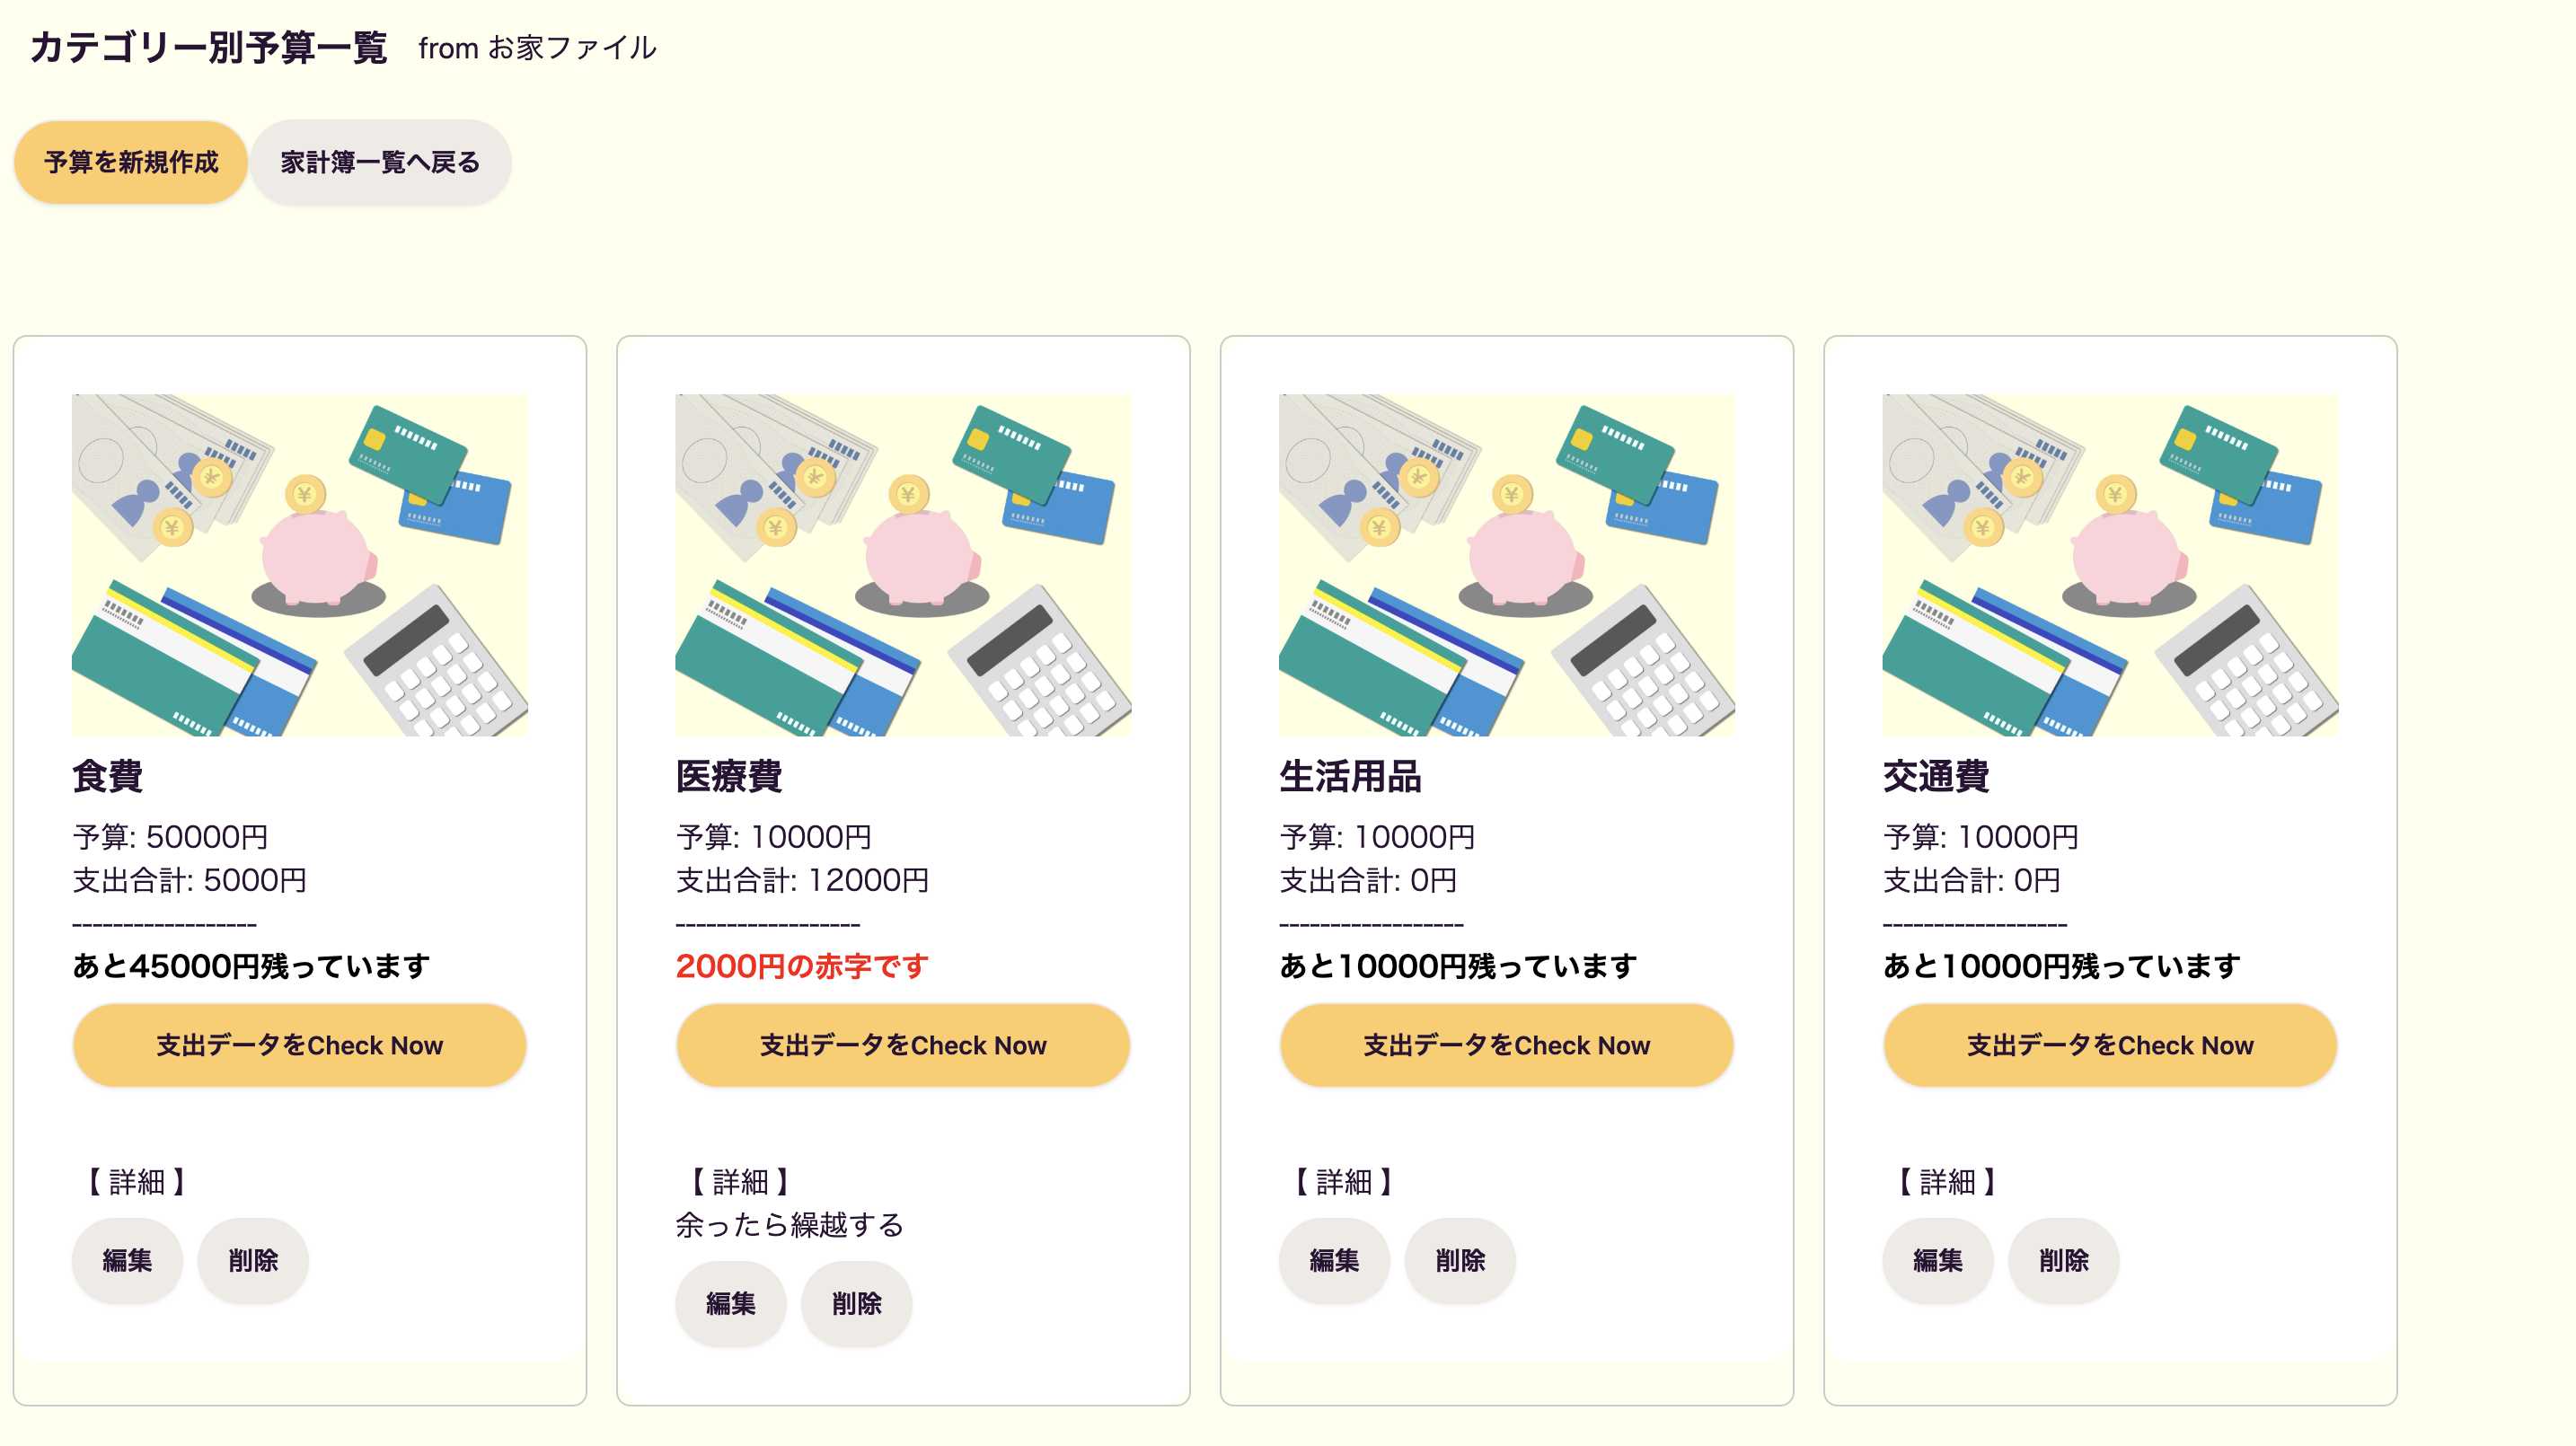 カテゴリー別予算一覧 from お家ファイル
予算を新規作成 家計簿一覧へ戻る
食費
予算: 50000円
支出合計: 5000円
------------------
あと45000円残っています
支出データをCheck Now
【 詳細 】
編集 削除
医療費
予算: 10000円
支出合計: 12000円
------------------
2000円の赤字です
支出データをCheck Now
【 詳細 】
余ったら繰越する
編集 削除
生活用品
予算: 10000円
支出合計: 0円
------------------
あと10000円残っています
支出データをCheck Now
【 詳細 】
編集 削除
交通費
予算: 10000円
支出合計: 0円
------------------
あと10000円残っています
支出データをCheck Now
【 詳細 】
編集 削除